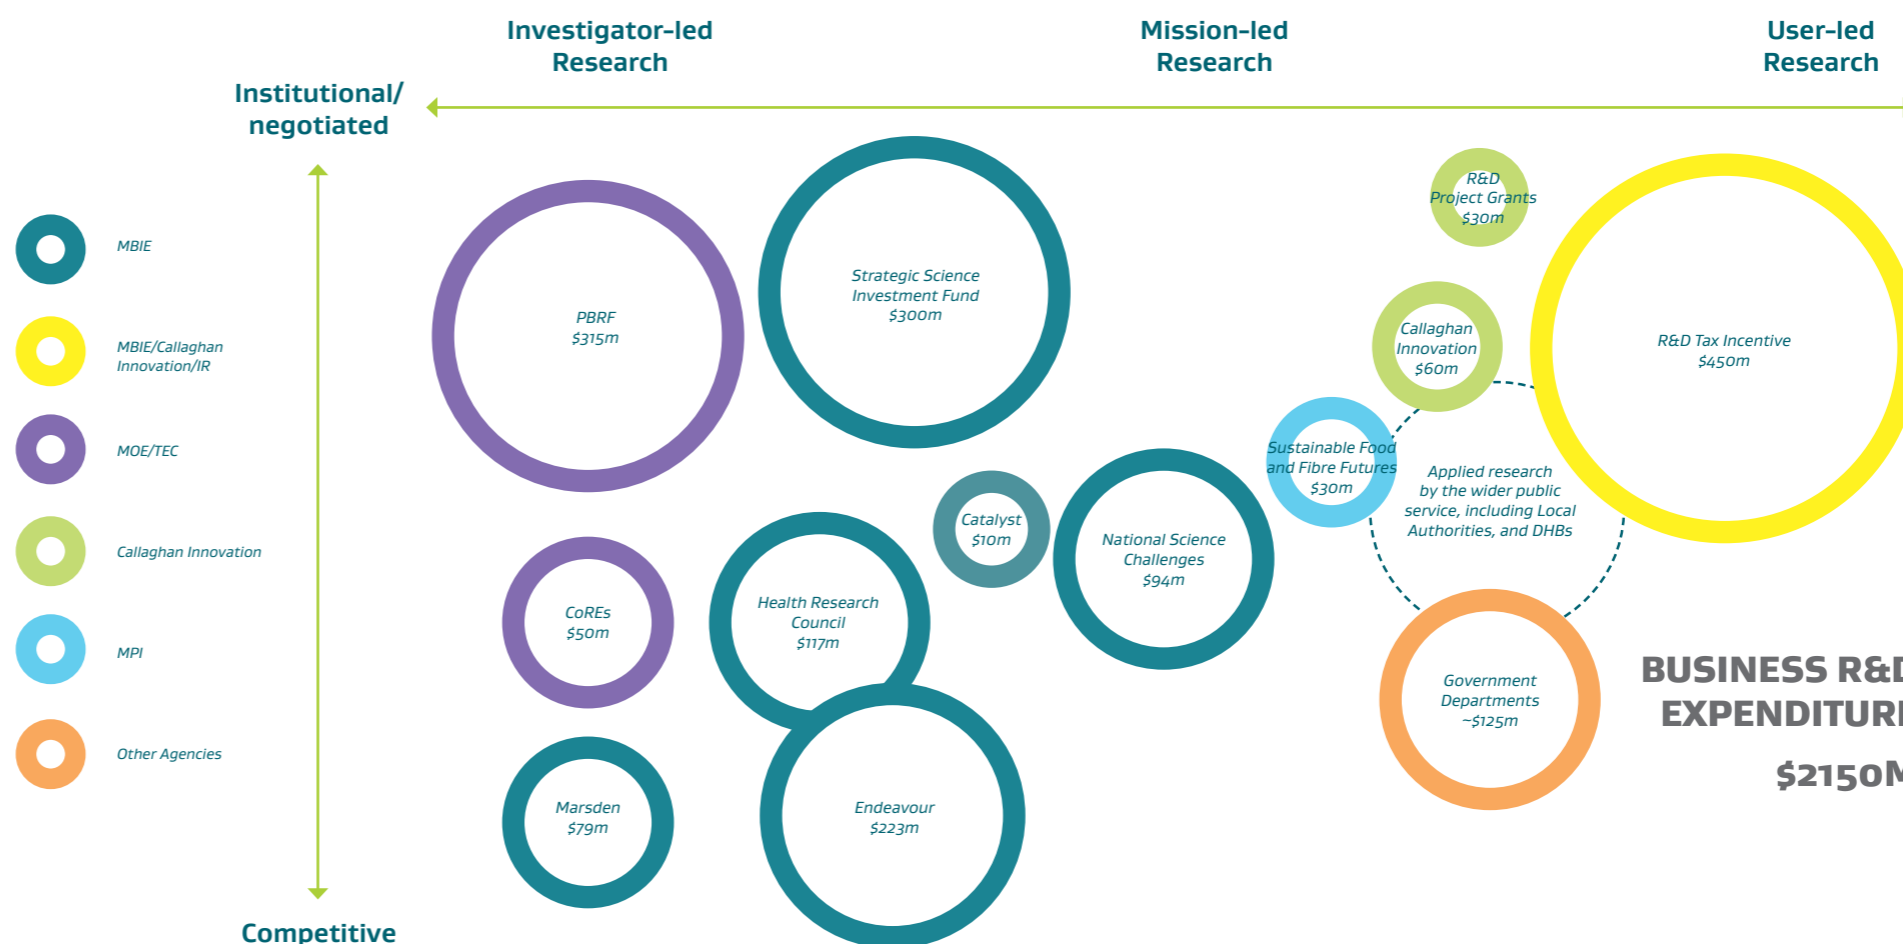 Investigator-led
Research
Mission-led
Research
User-led
Research
Institutional/
negotiated
Competitive
MBIE
MBIE/Callaghan
Innovation/IR
MOE/TEC
Callaghan Innovation
MPI
Other Agencies
PBRF
$315m
Strategic Science
Investment Fund
$300m
R&D
Project Grants
$30m
Callaghan
Innovation
$60m
R&D Tax Incentive
$450m
Sustainable Food
and Fibre Futures
$30m
Applied research
by the wider public
service, including Local
Authorities, and DHBs
Catalyst
$10m
National Science
Challenges
$94m
CoREs
$50m
Health Research
Council
$117m
Government
Departments
~$125m
Marsden
$79m
Endeavour
$223m
BUSINESS R&D
EXPENDITURE
$2150M